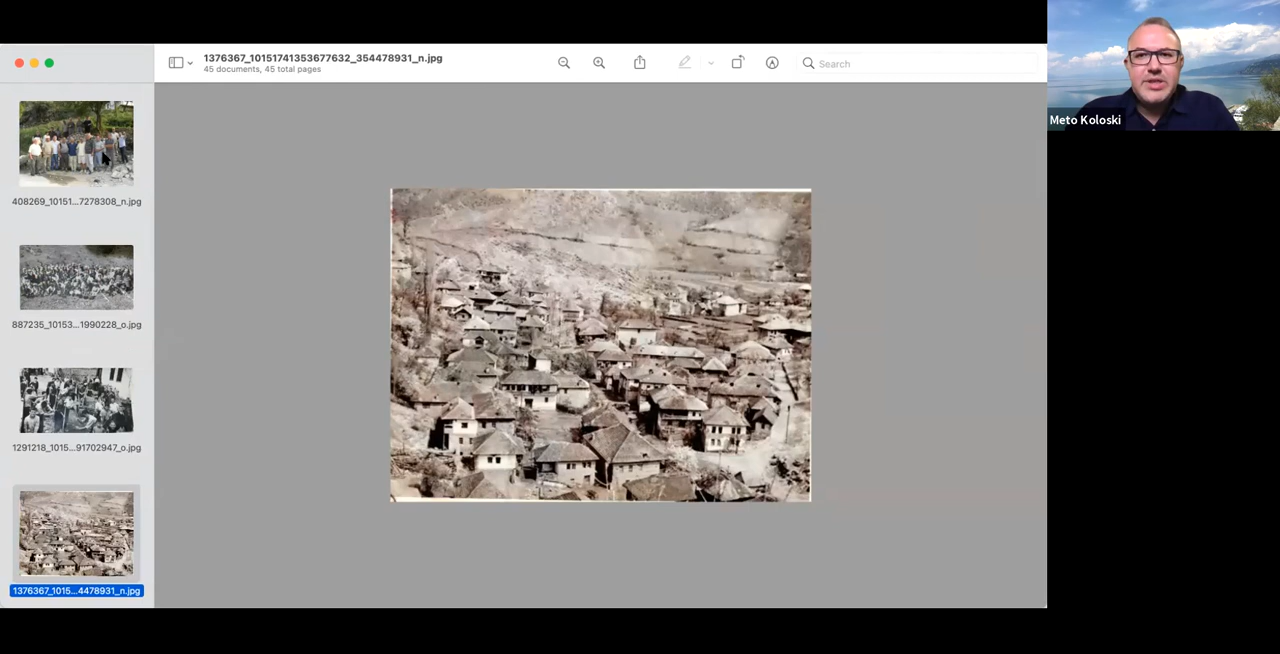 1376367_10151741353677632_354478931_n.jpg
45 documents, 45 total pages
Search
Meto Koloski
408269_10151...7278308_n.jpg
887235_10153...1990228_o.jpg
1291218_1015...91702947_o.jpg
1376367_1015...4478931_n.jpg